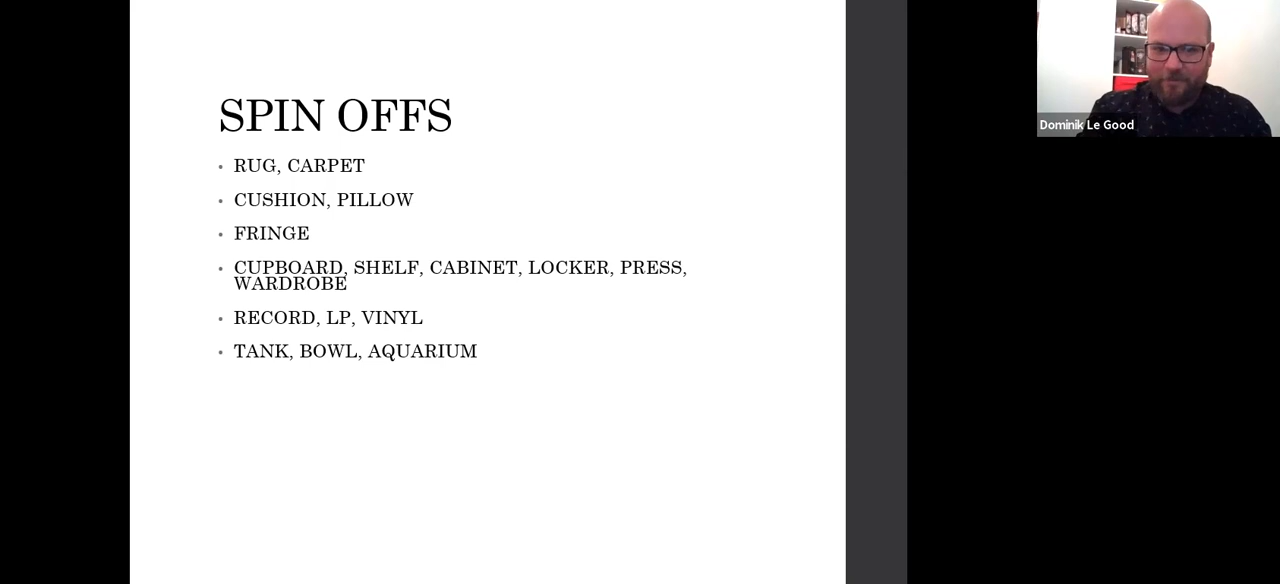 SPIN OFFS
• RUG, CARPET
• CUSHION, PILLOW
• FRINGE
• CUPBOARD, SHELF, CABINET, LOCKER, PRESS,
WARDROBE
• RECORD, LP, VINYL
• TANK, BOWL, AQUARIUM
Dominik Le Good